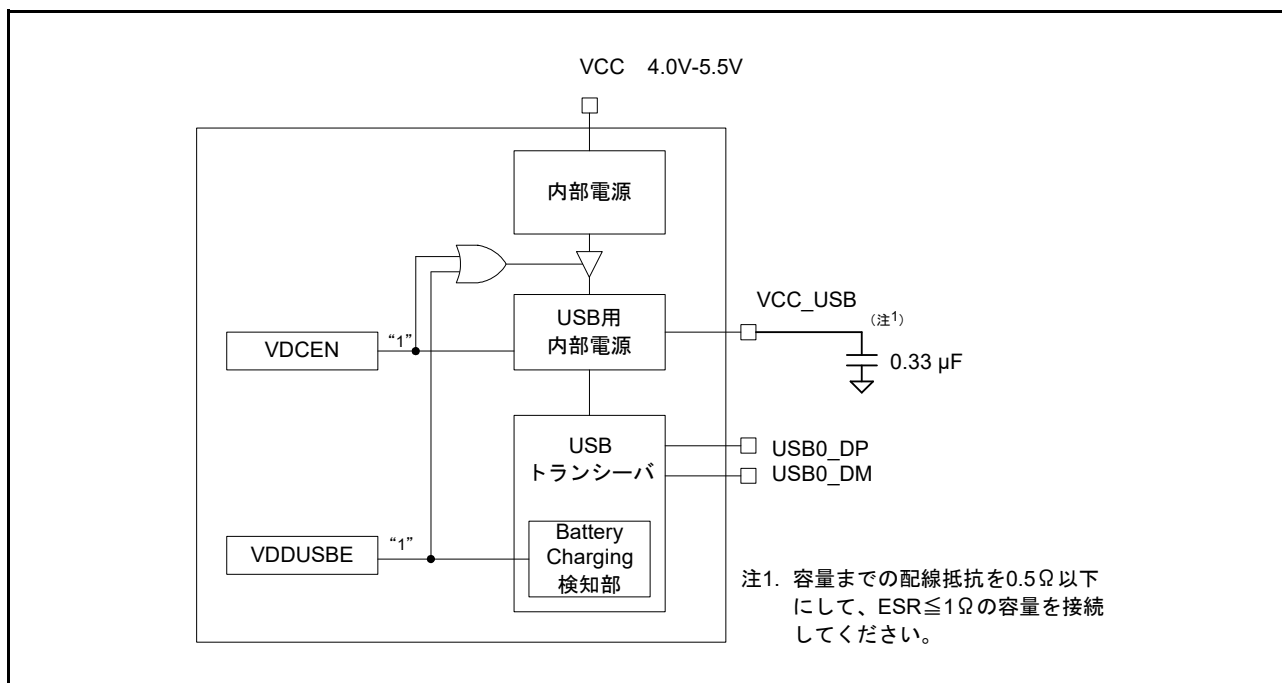 VCC 4.0V-5.5V
内部電源
VCC_USB
(注1)
USB用
内部電源
VDCEN
“1”
0.33 µF
USB
トランシーバ
USB0_DP
USB0_DM
Battery
Charging
検知部
VDDUSBE
“1”
注1. 容量までの配線抵抗を0.5Ω以下
にして、ESR≦1Ωの容量を接続
してください。